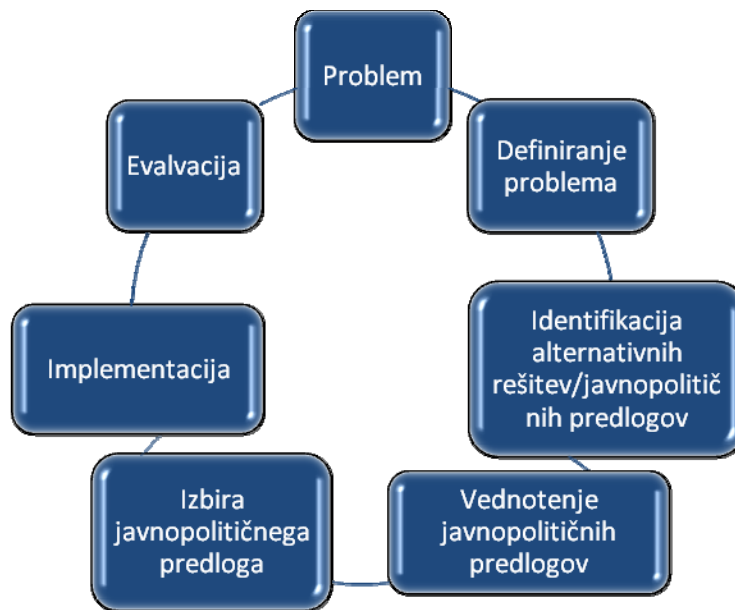 Problem
Definiranje
problema
Identifikacija
alternativnih
rešitev/javnopolitič
nih predlogov
Vednotenje
javnopolitičnih
predlogov
Izbira
javnopolitičnega
predloga
Implementacija
Evalvacija